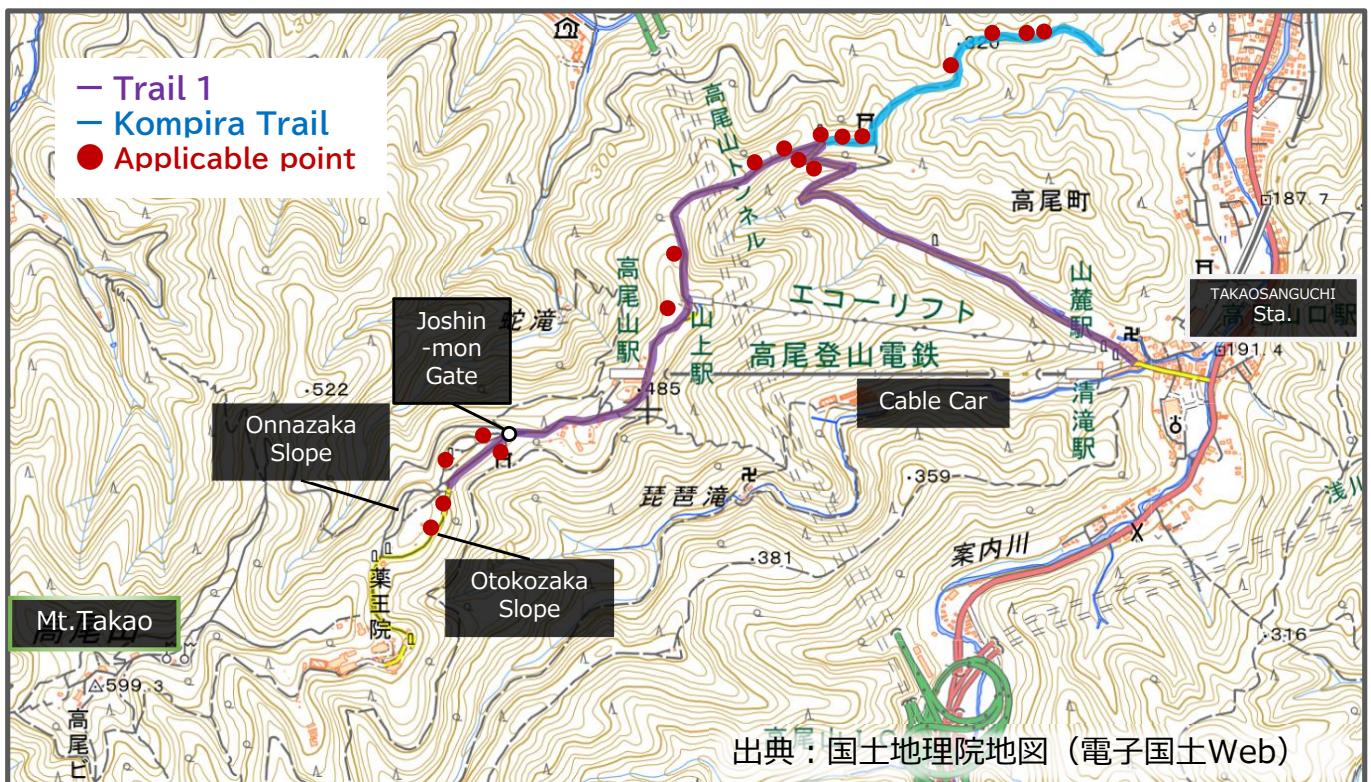 Trail 1
Kompira Trail
Applicable point
300
320
高尾山トンネル
高尾町
187.7
TAKAOSANGUCHI
Sta.
高尾山駅
山上駅
エコーリフト
山麓駅
191.4
高尾登山電鉄
清滝駅
Cable Car
Joshin
-mon
Gate
蛇滝
522
485
Onnazaka
Slope
琵琶滝
359
浅川
案内川
381
Otokozaka
Slope
薬王院
Mt.Takao
高尾山
316
599.3
高尾ビ
出典：国土地理院地図（電子国土Web）